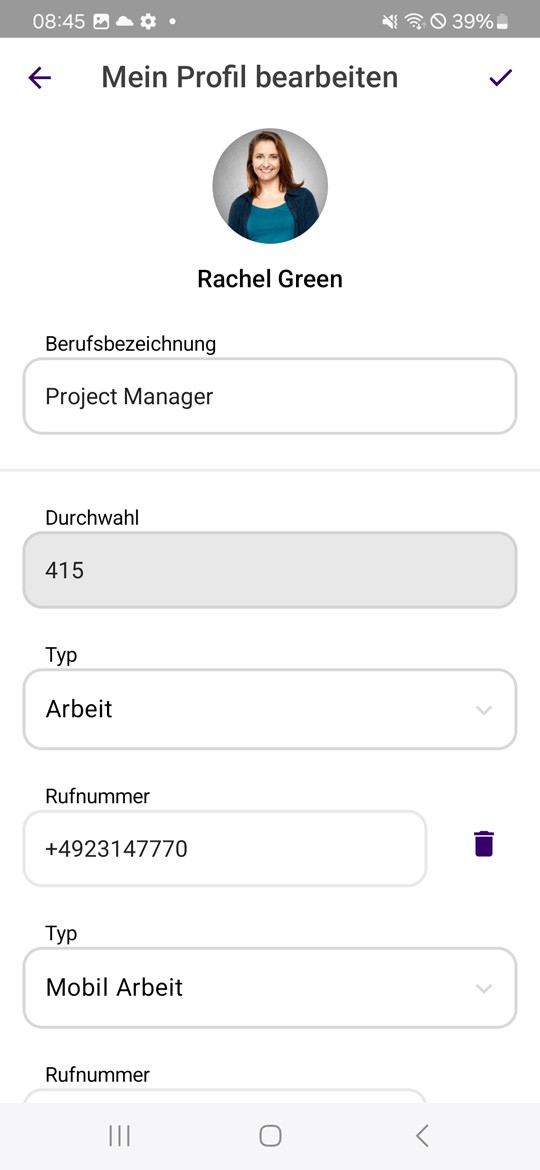 08:45 39%
Mein Profil bearbeiten
Rachel Green
Berufsbezeichnung
Project Manager
Durchwahl
415
Typ
Arbeit
Rufnummer
+4923147770
Typ
Mobil Arbeit
Rufnummer